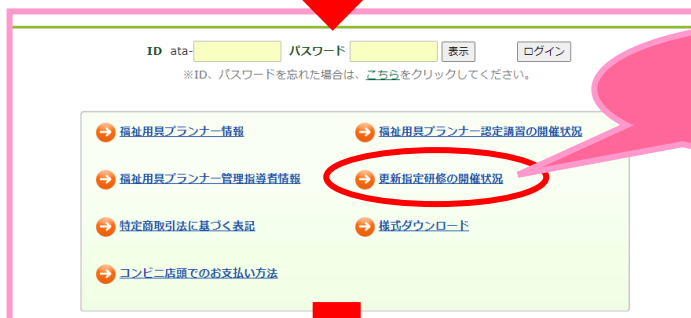 ID ata- パスワード 表示 ログイン
※ID、パスワードを忘れた場合は、こちらをクリックしてください。
福祉用具プランナー情報 福祉用具プランナー認定講習の開催状況
福祉用具プランナー管理指導者情報 更新指定研修の開催状況
特定商取引法に基づく表記 様式ダウンロード
コンビニ店頭でのお支払い方法